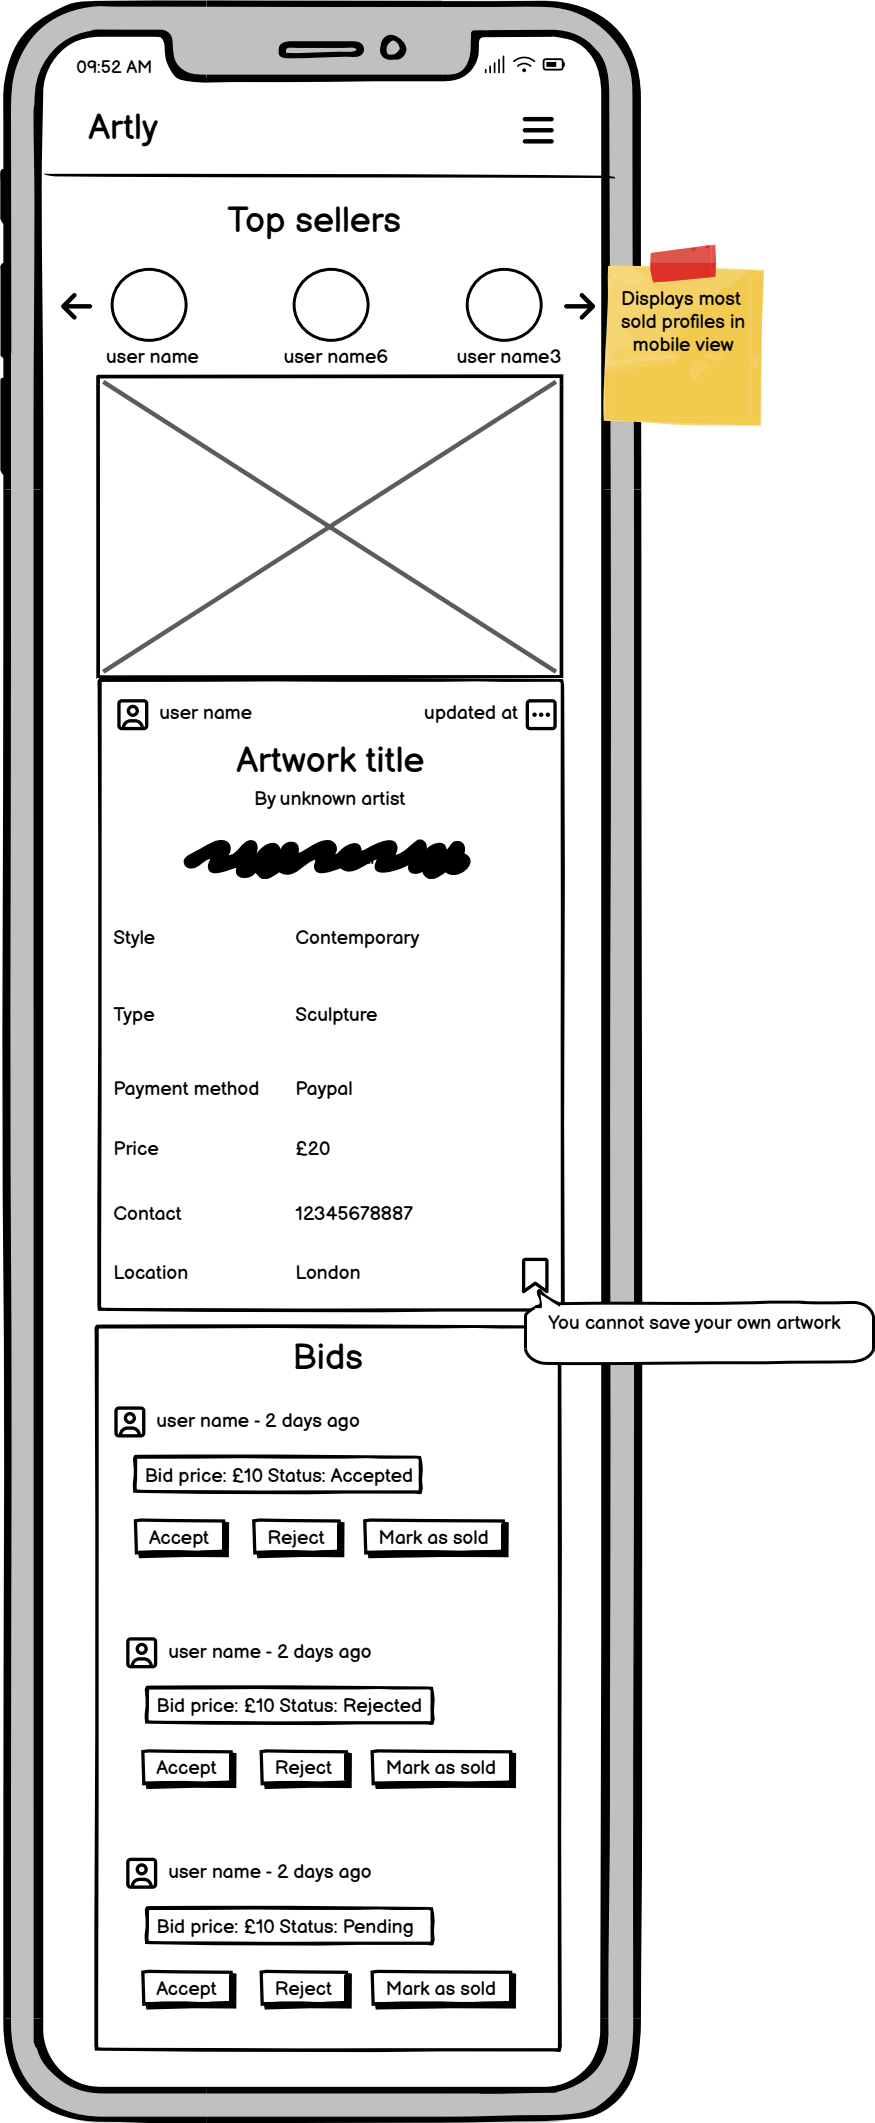 09:52 AM
Artly
Top sellers
user name
user name6
user name3
Displays most
sold profiles in
mobile view
user name
updated at
Artwork title
By unknown artist
Style
Contemporary
Type
Sculpture
Payment method
Paypal
Price
£20
Contact
12345678887
Location
London
You cannot save your own artwork
Bids
user name - 2 days ago
Bid price: £10 Status: Accepted
Accept
Reject
Mark as sold
user name - 2 days ago
Bid price: £10 Status: Rejected
Accept
Reject
Mark as sold
user name - 2 days ago
Bid price: £10 Status: Pending
Accept
Reject
Mark as sold